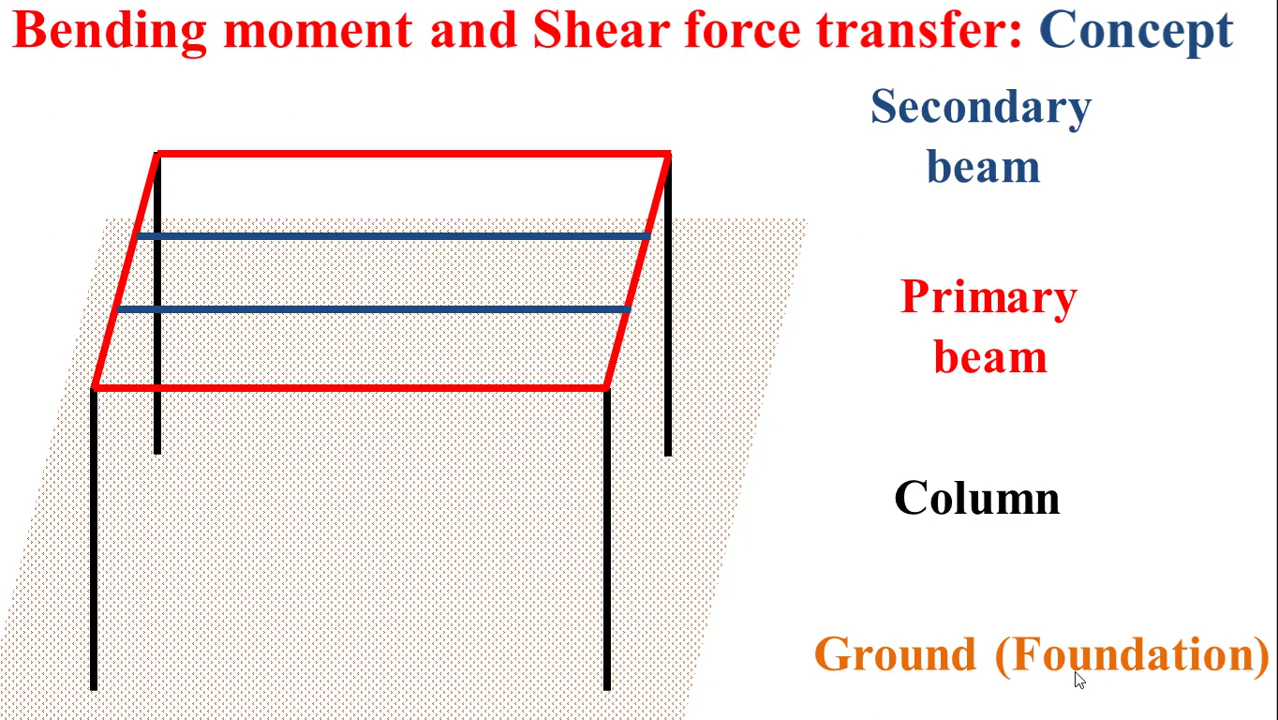 Bending moment and Shear force transfer: Concept
Secondary
beam
Primary
beam
Column
Ground (Foundation)